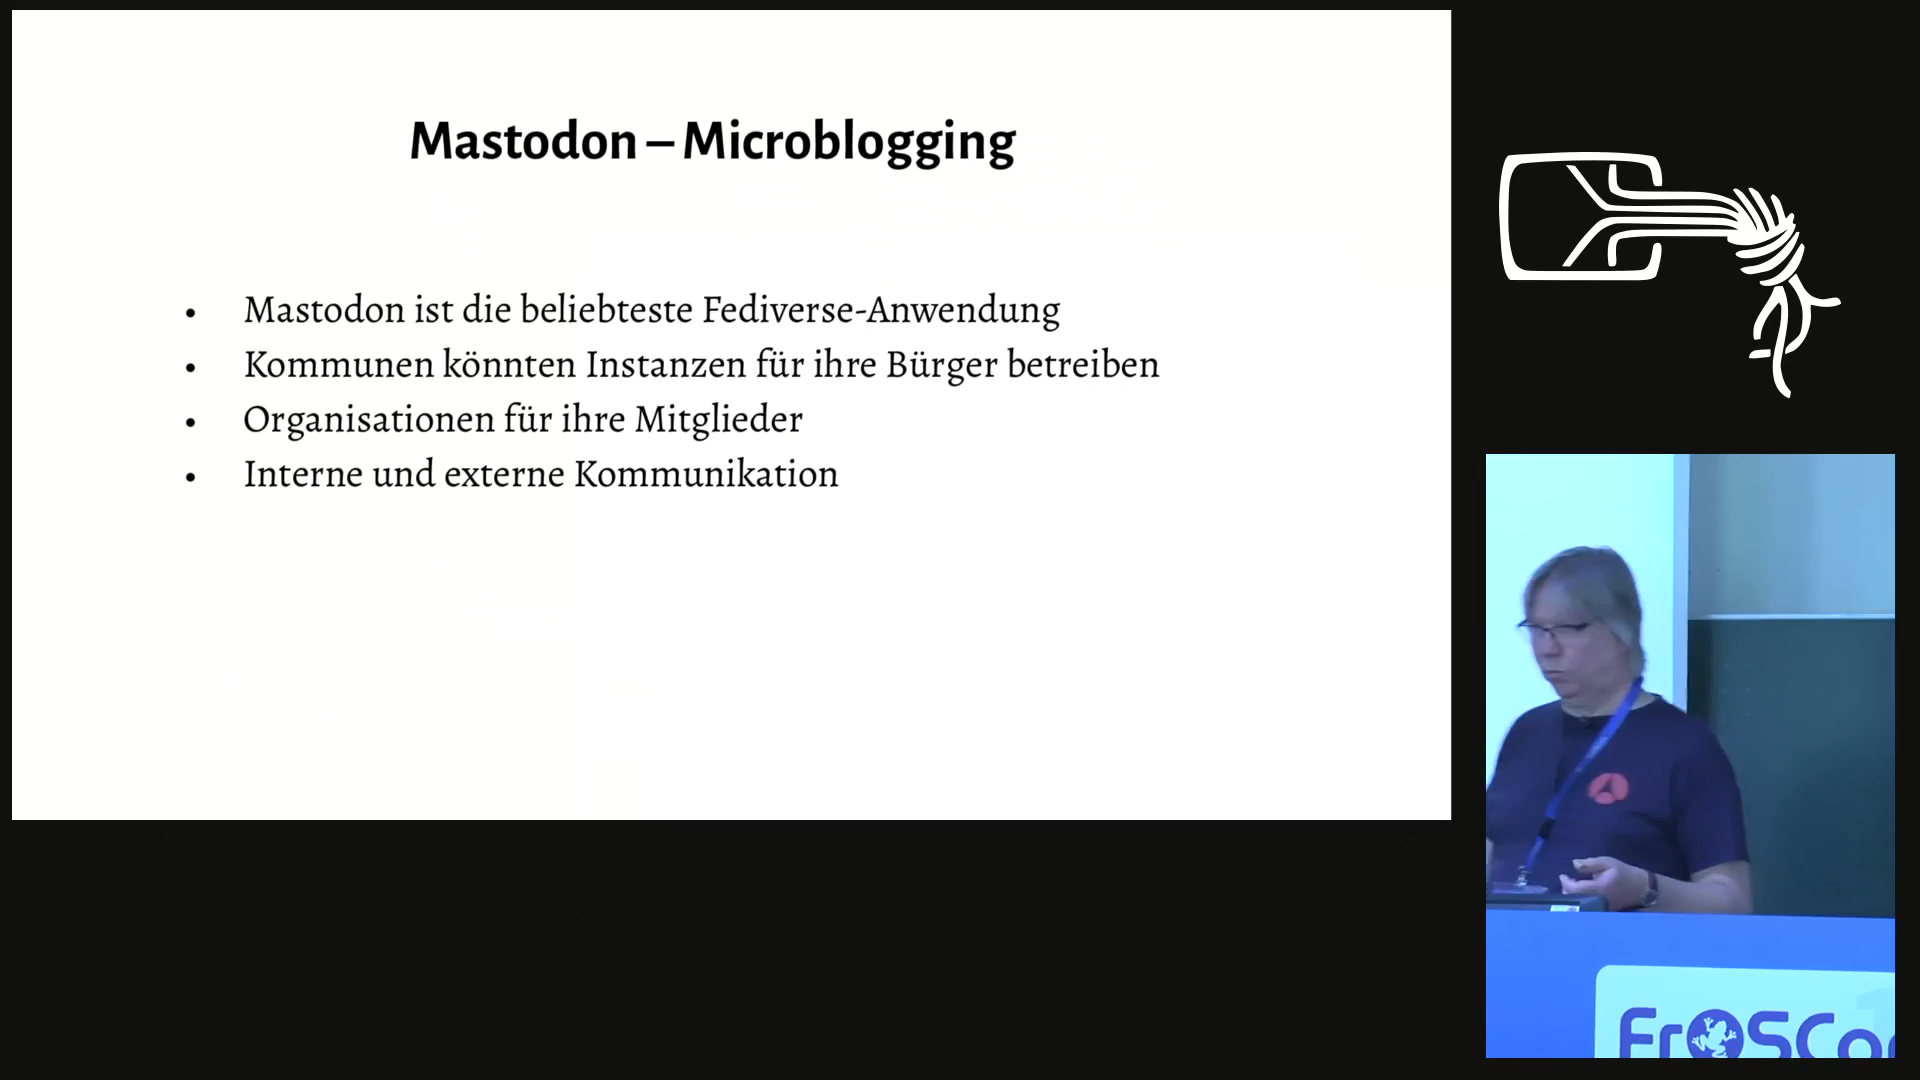 Mastodon – Microblogging
• Mastodon ist die beliebteste Fediverse-Anwendung
• Kommunen könnten Instanzen für ihre Bürger betreiben
• Organisationen für ihre Mitglieder
• Interne und externe Kommunikation
FrOSCo